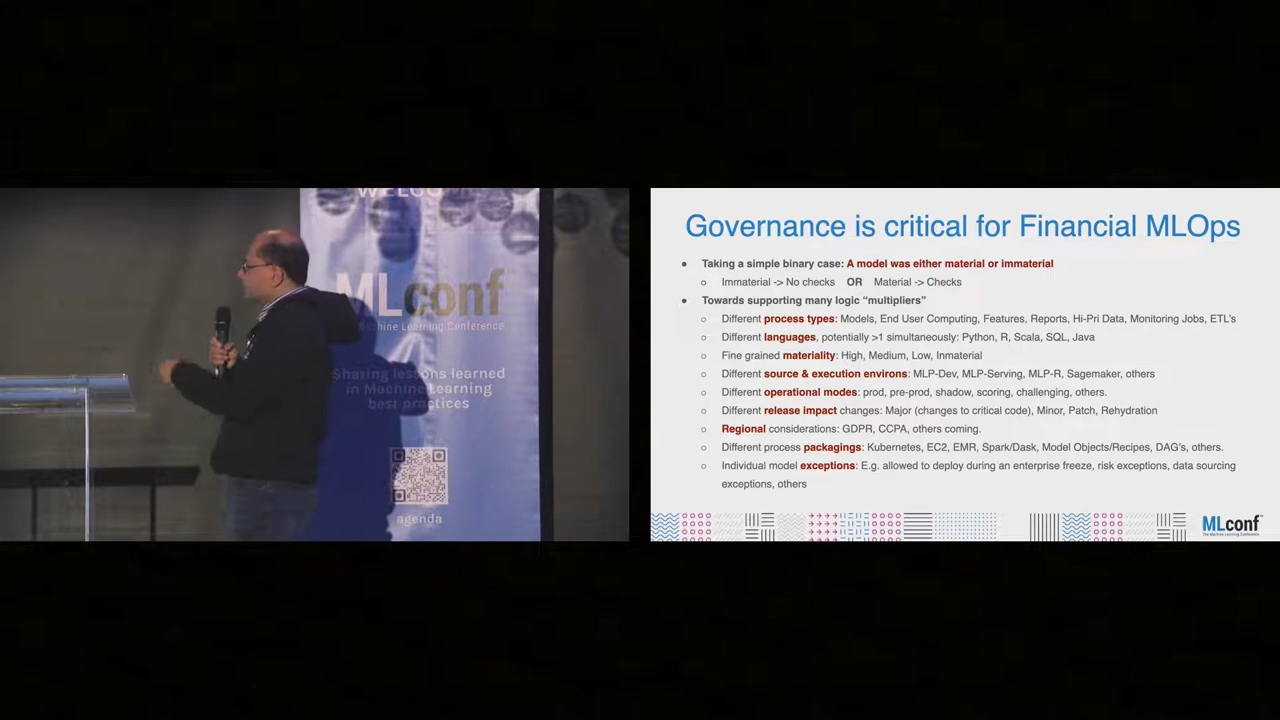 WELCOME
MLconf
Machine Learning Conference
Sharing lessons learned
in Machine Learning
best practices
agenda
Governance is critical for Financial MLOps
● Taking a simple binary case: A model was either material or immaterial
○ Immaterial -> No checks OR Material -> Checks
● Towards supporting many logic “multipliers”
○ Different process types: Models, End User Computing, Features, Reports, Hi-Pri Data, Monitoring Jobs, ETL's
○ Different languages, potentially >1 simultaneously: Python, R, Scala, SQL, Java
○ Fine grained materiality: High, Medium, Low, Inmaterial
○ Different source & execution environs: MLP-Dev, MLP-Serving, MLP-R, Sagemaker, others
○ Different operational modes: prod, pre-prod, shadow, scoring, challenging, others.
○ Different release impact changes: Major (changes to critical code), Minor, Patch, Rehydration
○ Regional considerations: GDPR, CCPA, others coming.
○ Different process packagings: Kubernetes, EC2, EMR, Spark/Dask, Model Objects/Recipes, DAG's, others.
○ Individual model exceptions: E.g. allowed to deploy during an enterprise freeze, risk exceptions, data sourcing
exceptions, others
MLconf
The Machine Learning Conference